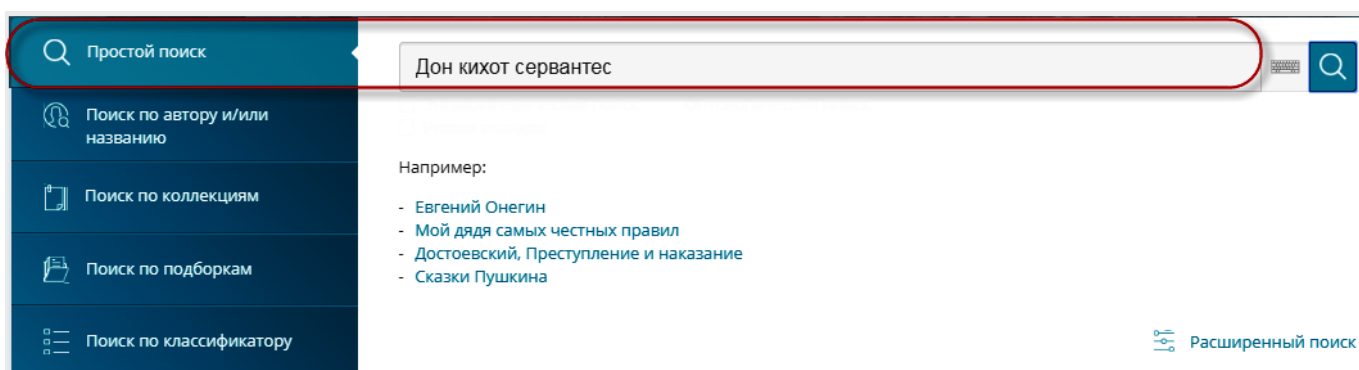 Простой поиск
Дон кихот сервантес
Поиск по автору и/или
названию
Поиск по коллекциям
Поиск по подборкам
Поиск по классификатору
Например:
- Евгений Онегин
- Мой дядя самых честных правил
- Достоевский, Преступление и наказание
- Сказки Пушкина
Расширенный поиск